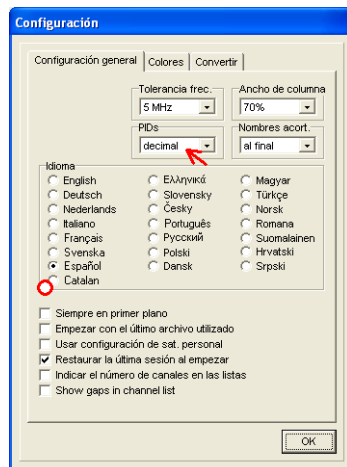 Configuración
Configuración general Colores Convertir
Tolerancia frec. Ancho de columna
5 MHz 70%
PIDs Nombres acort.
decimal al final
Idioma
English Ελληνικά Magyar
Deutsch Slovensky Türkçe
Nederlands Česky Norsk
Italiano Português Romana
Français Русский Suomalainen
Svenska Polski Hrvatski
Español Dansk Srpski
Catalan
Siempre en primer plano
Empezar con el último archivo utilizado
Usar configuración de sat. personal
Restaurar la última sesión al empezar
Indicar el número de canales en las listas
Show gaps in channel list
OK